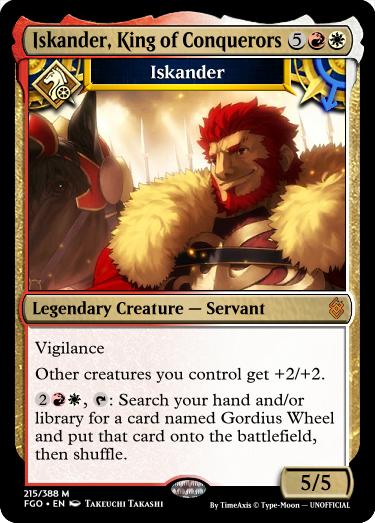 Iskander, King of Conquerors 5
Iskander
Legendary Creature — Servant
Vigilance
Other creatures you control get +2/+2.
2, : Search your hand and/or
library for a card named Gordius Wheel
and put that card onto the battlefield,
then shuffle.
5/5
215/388 M
FGO • EN Takeuchi Takashi
By TimeAxis © Type-Moon — UNOFFICIAL